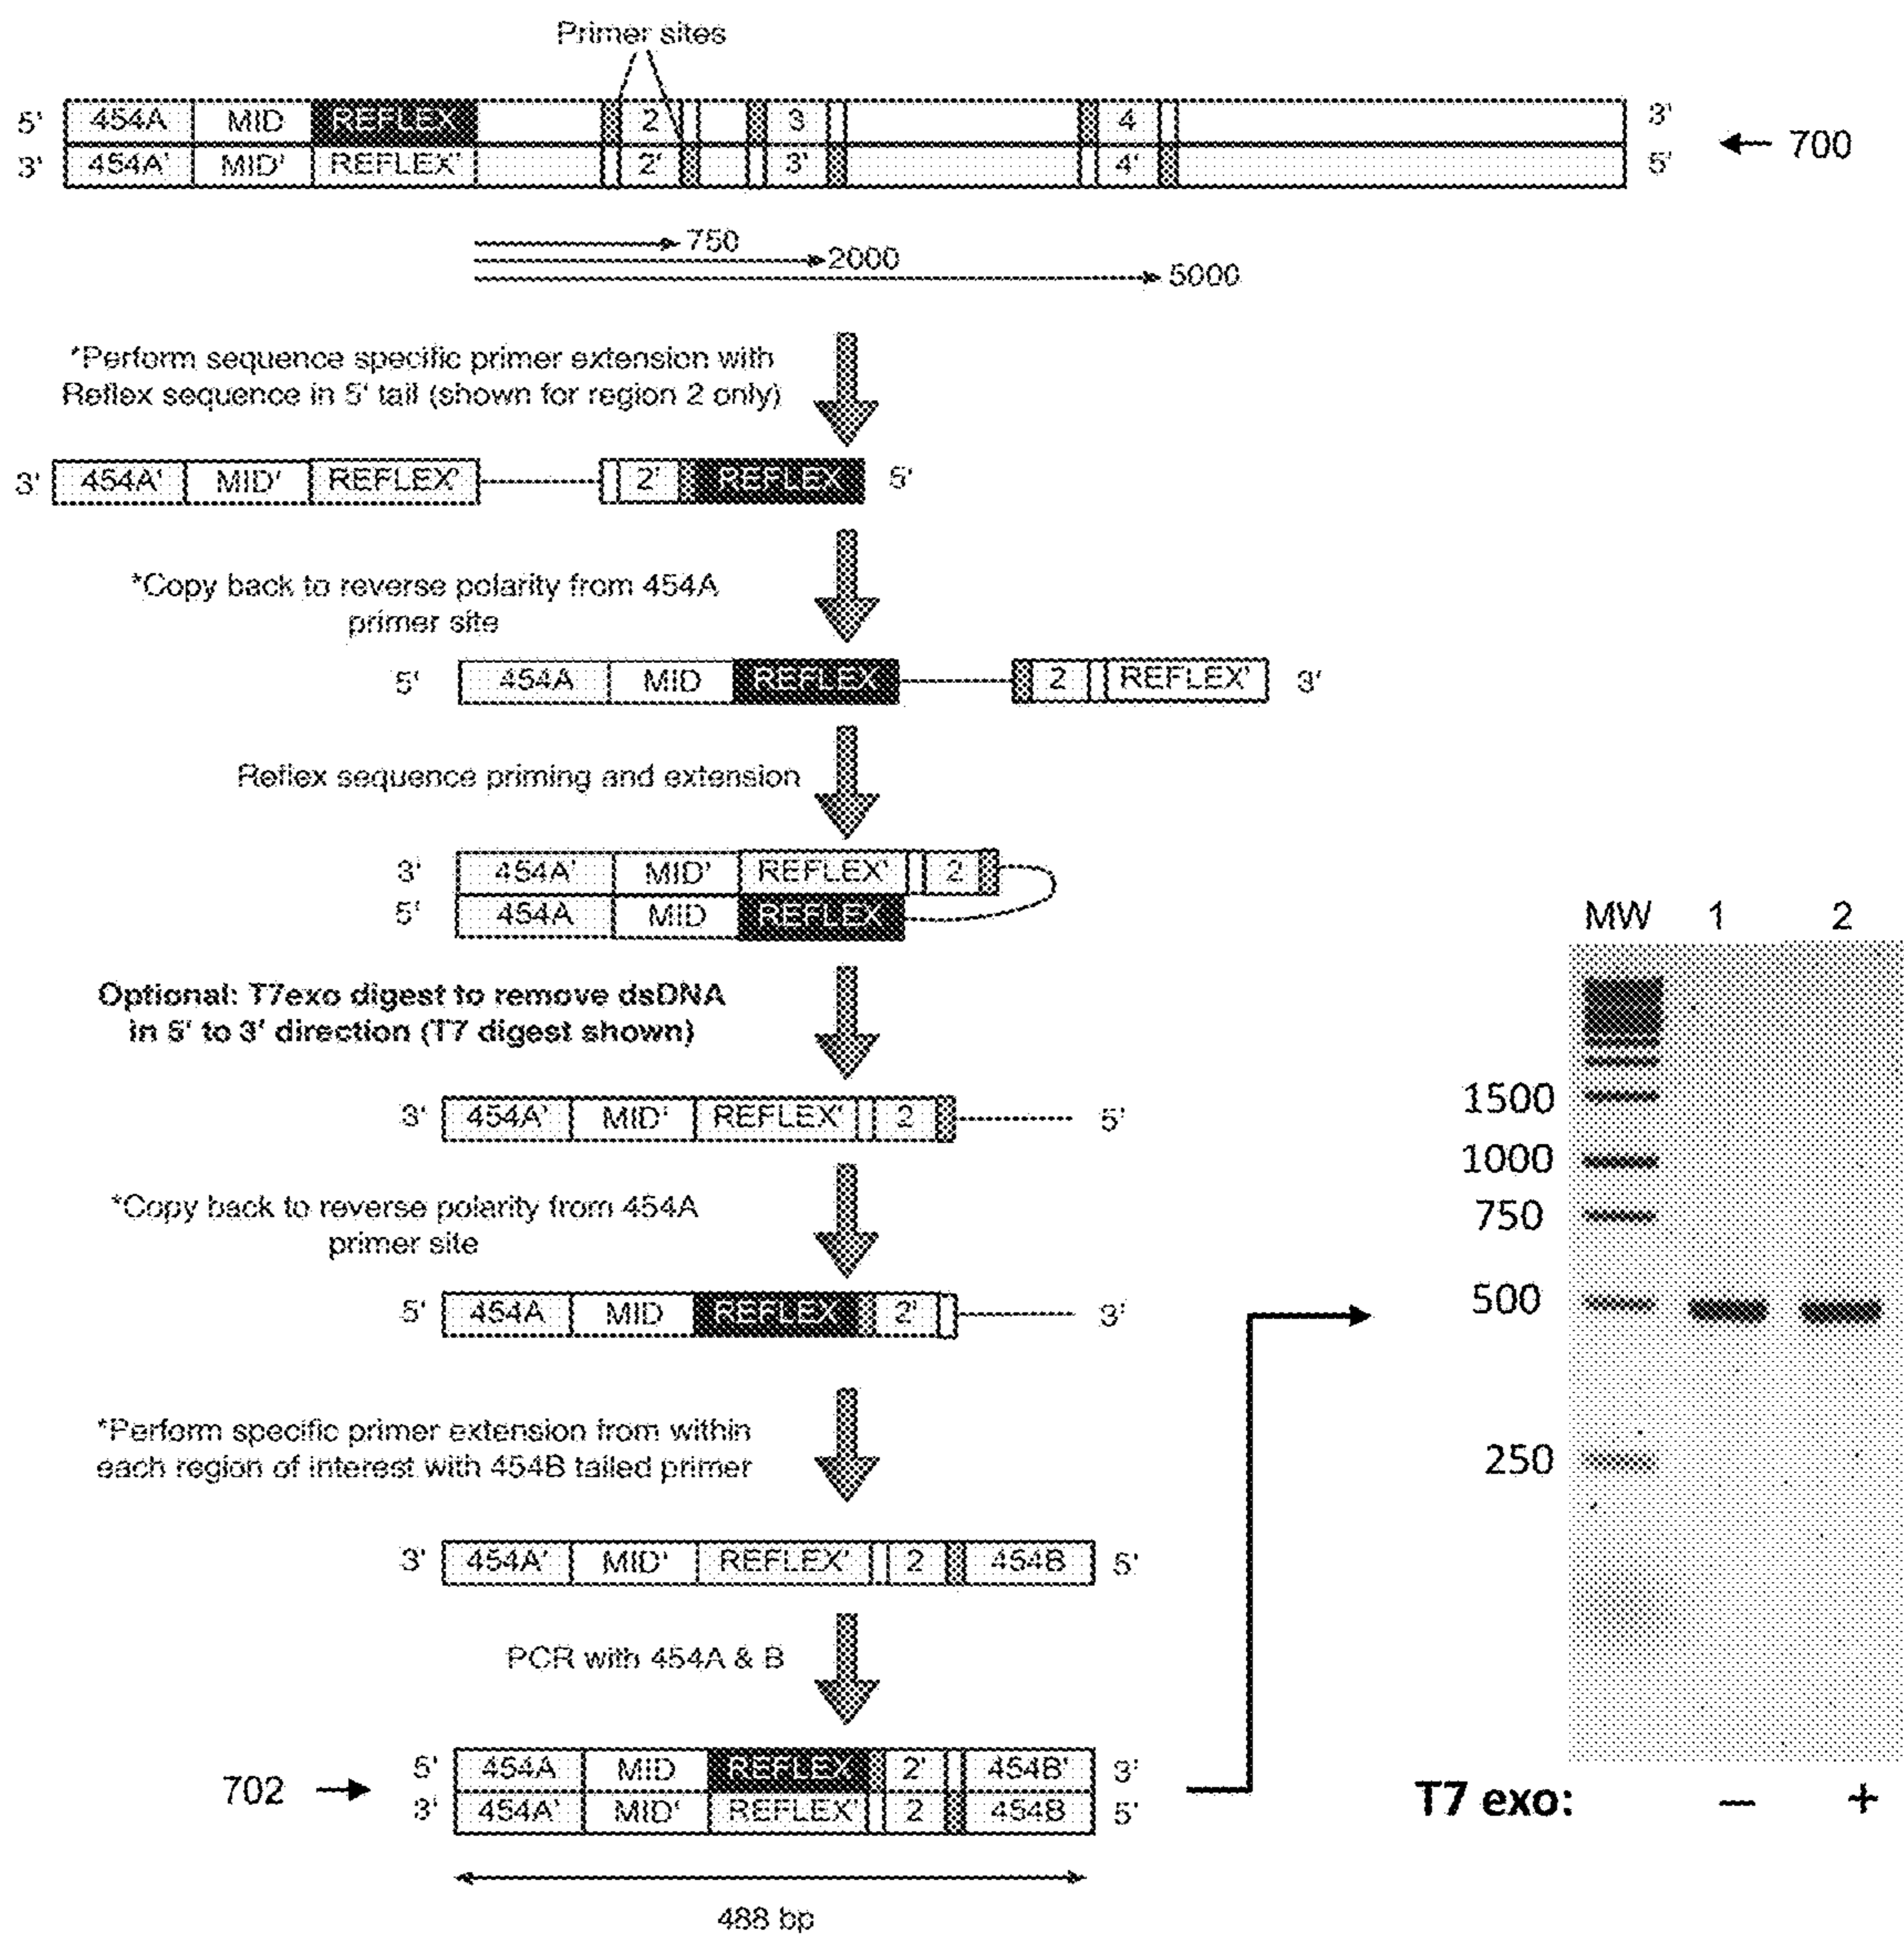 Primer sites
5' 454A MID REFLEX 2 3 4 3'
3' 454A' MID' REFLEX' 2' 3' 4' 5'
700
750
2000
5000
*Perform sequence specific primer extension with
Reflex sequence in 5' tail (shown for region 2 only)
3' 454A' MID' REFLEX' 2' REFLEX 5'
*Copy back to reverse polarity from 454A
primer site
5' 454A MID REFLEX 2 REFLEX' 3'
Reflex sequence priming and extension
3' 454A' MID' REFLEX' 2
5' 454A MID REFLEX
Optional: T7exo digest to remove dsDNA
in 5' to 3' direction (T7 digest shown)
3' 454A' MID' REFLEX' 2 5'
*Copy back to reverse polarity from 454A
primer site
5' 454A MID REFLEX 2' 3'
*Perform specific primer extension from within
each region of interest with 454B tailed primer
3' 454A' MID' REFLEX' 2 454B 5'
PCR with 454A & B
702
5' 454A MID REFLEX 2' 454B' 3'
3' 454A' MID' REFLEX' 2 454B 5'
488 bp
MW 1 2
1500
1000
750
500
250
T7 exo: – +